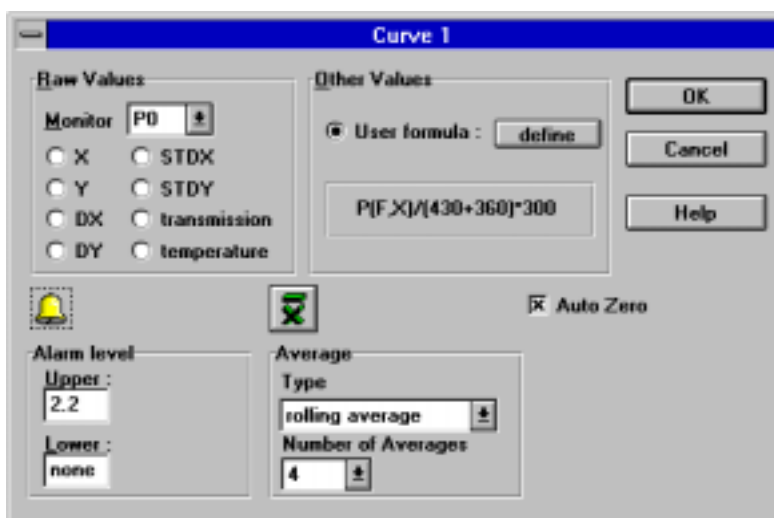 Curve 1
Raw Values
Monitor P0
X STDX
Y STDY
DX transmission
DY temperature
Other Values
User formula : define
P(F,X)/(430+360)*300
OK
Cancel
Help
Auto Zero
Alarm level
Upper :
2.2
Lower :
none
Average
Type
rolling average
Number of Averages
4